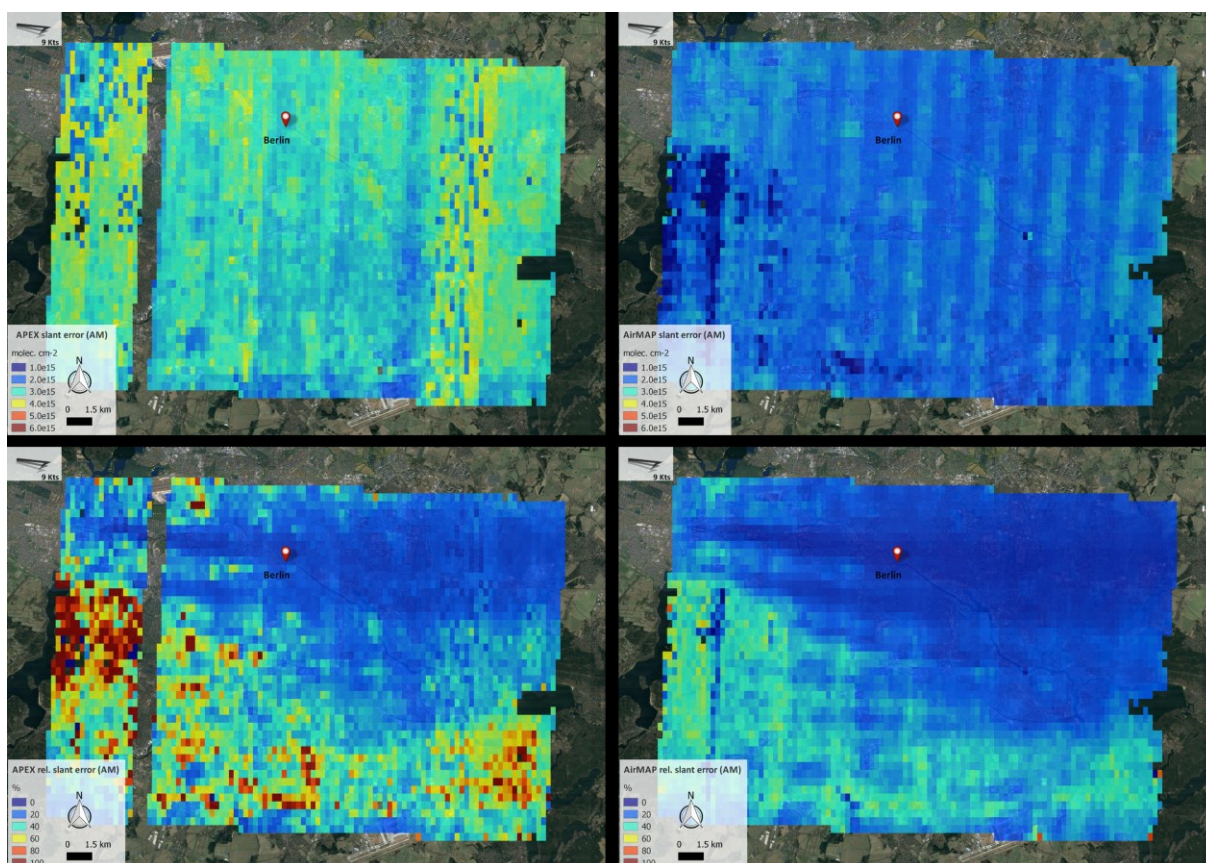 9 Kts
9 Kts
Berlin
Berlin
APEX slant error (AM)
molec. cm-2
1.0e15
2.0e15
3.0e15
4.0e15
5.0e15
6.0e15
N
0 1.5 km
AirMAP slant error (AM)
molec. cm-2
1.0e15
2.0e15
3.0e15
4.0e15
5.0e15
6.0e15
N
0 1.5 km
9 Kts
9 Kts
Berlin
Berlin
APEX rel. slant error (AM)
%
0
20
40
60
80
100
N
0 1.5 km
AirMAP rel. slant error (AM)
%
0
20
40
60
80
100
N
0 1.5 km